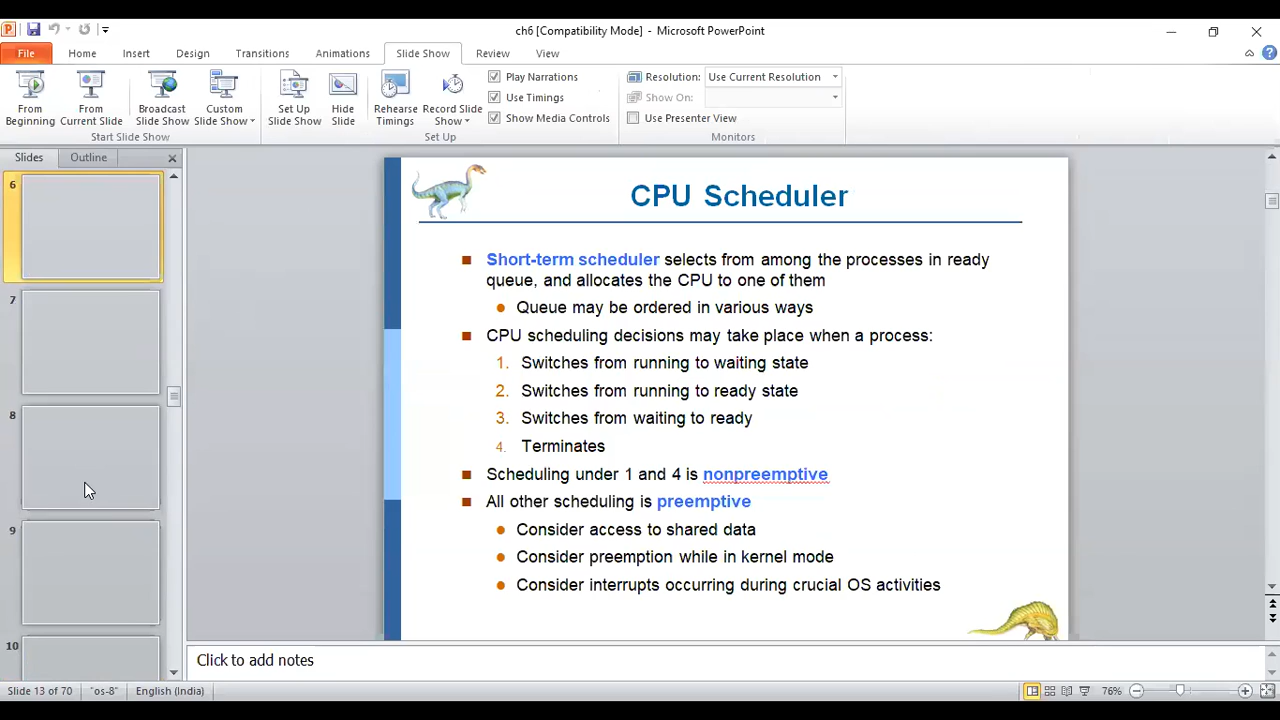 ch6 [Compatibility Mode] - Microsoft PowerPoint
File Home Insert Design Transitions Animations Slide Show Review View
From Beginning
From Current Slide
Broadcast Slide Show
Custom Slide Show
Set Up Slide Show
Hide Slide
Rehearse Timings
Record Slide Show
Play Narrations
Use Timings
Show Media Controls
Resolution: Use Current Resolution
Show On:
Use Presenter View
Start Slide Show Set Up Monitors
Slides Outline
6
7
8
9
10
CPU Scheduler
Short-term scheduler selects from among the processes in ready
queue, and allocates the CPU to one of them
Queue may be ordered in various ways
CPU scheduling decisions may take place when a process:
1. Switches from running to waiting state
2. Switches from running to ready state
3. Switches from waiting to ready
4. Terminates
Scheduling under 1 and 4 is nonpreemptive
All other scheduling is preemptive
Consider access to shared data
Consider preemption while in kernel mode
Consider interrupts occurring during crucial OS activities
Click to add notes
Slide 13 of 70 "os-8" English (India) 76%